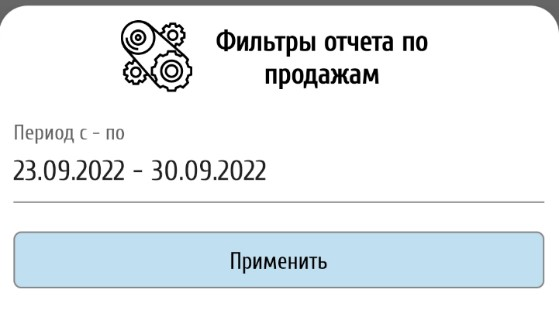 Фильтры отчета по
продажам
Период с - по
23.09.2022 - 30.09.2022
Применить